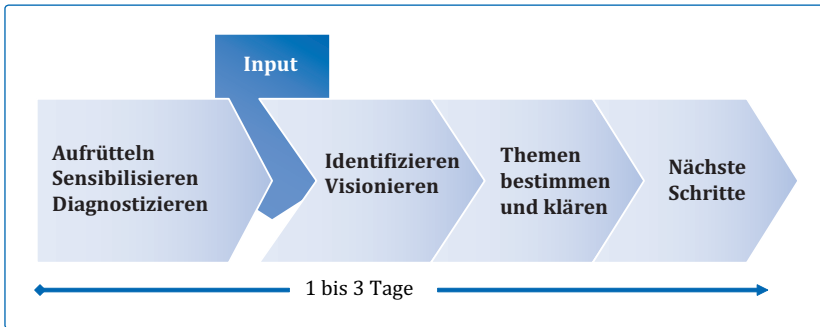 Input
Aufrütteln
Sensibilisieren
Diagnostizieren
Identifizieren
Visionieren
Themen
bestimmen
und klären
Nächste
Schritte
1 bis 3 Tage